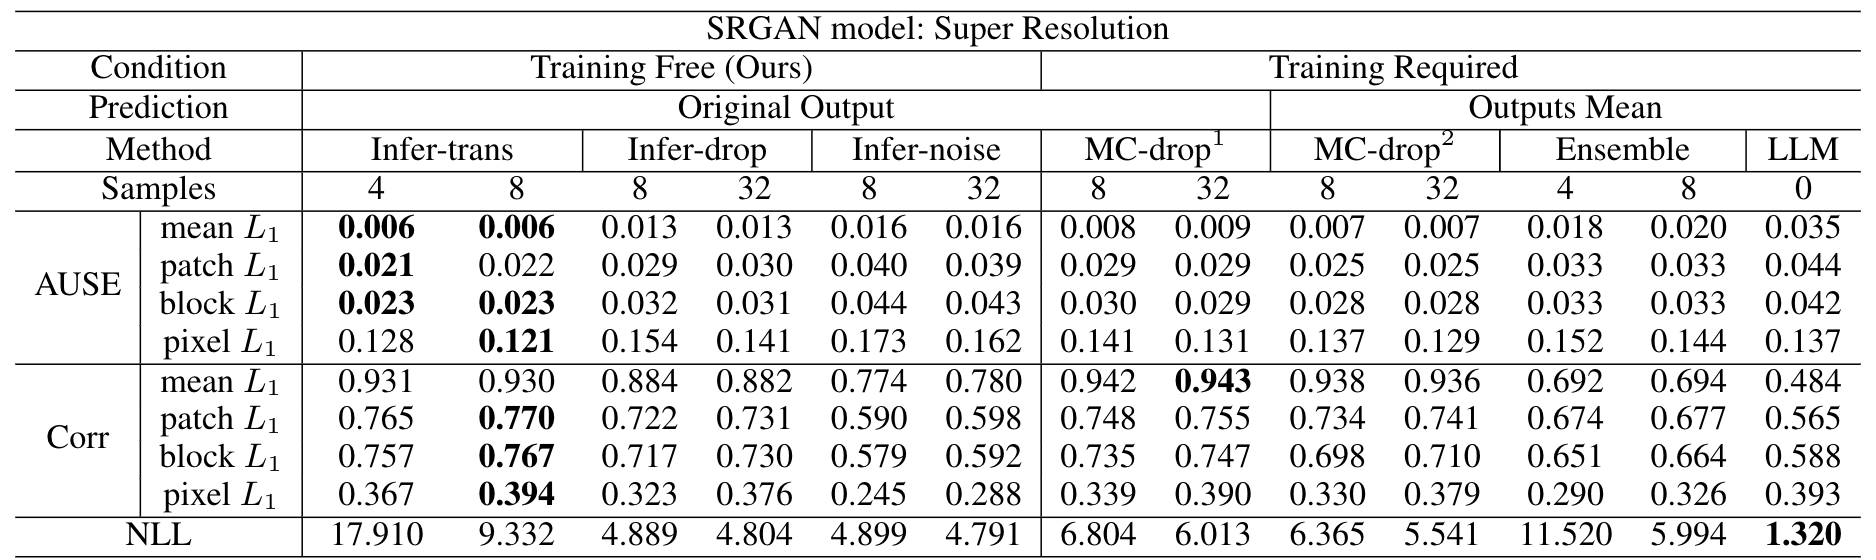 SRGAN model: Super Resolution
Condition Training Free (Ours) Training Required
Prediction Original Output Outputs Mean
Method Infer-trans Infer-drop Infer-noise MC-drop¹ MC-drop² Ensemble LLM
Samples 4 8 8 32 8 32 8 32 8 32 4 8 0
AUSE
mean L₁ 0.006 0.006 0.013 0.013 0.016 0.016 0.008 0.009 0.007 0.007 0.018 0.020 0.035
patch L₁ 0.021 0.022 0.029 0.030 0.040 0.039 0.029 0.029 0.025 0.025 0.033 0.033 0.044
block L₁ 0.023 0.023 0.032 0.031 0.044 0.043 0.030 0.029 0.028 0.028 0.033 0.033 0.042
pixel L₁ 0.128 0.121 0.154 0.141 0.173 0.162 0.141 0.131 0.137 0.129 0.152 0.144 0.137
Corr
mean L₁ 0.931 0.930 0.884 0.882 0.774 0.780 0.942 0.943 0.938 0.936 0.692 0.694 0.484
patch L₁ 0.765 0.770 0.722 0.731 0.590 0.598 0.748 0.755 0.734 0.741 0.674 0.677 0.565
block L₁ 0.757 0.767 0.717 0.730 0.579 0.592 0.735 0.747 0.698 0.710 0.651 0.664 0.588
pixel L₁ 0.367 0.394 0.323 0.376 0.245 0.288 0.339 0.390 0.330 0.379 0.290 0.326 0.393
NLL 17.910 9.332 4.889 4.804 4.899 4.791 6.804 6.013 6.365 5.541 11.520 5.994 1.320